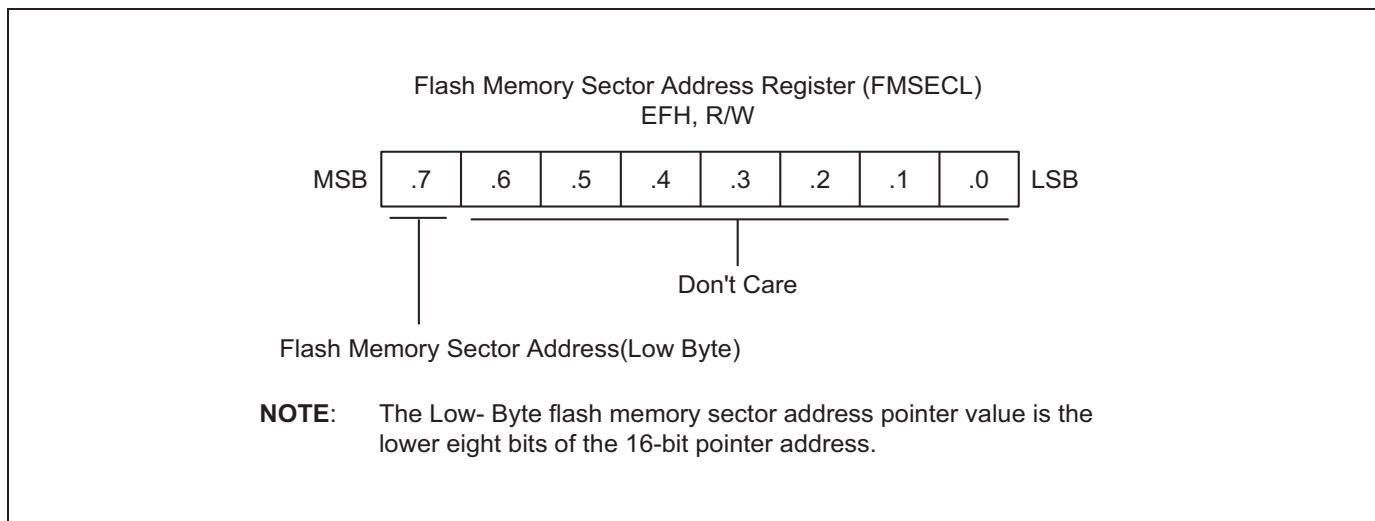 Flash Memory Sector Address Register (FMSECL)
EFH, R/W
MSB .7 .6 .5 .4 .3 .2 .1 .0 LSB
Don't Care
Flash Memory Sector Address(Low Byte)
NOTE: The Low- Byte flash memory sector address pointer value is the
lower eight bits of the 16-bit pointer address.